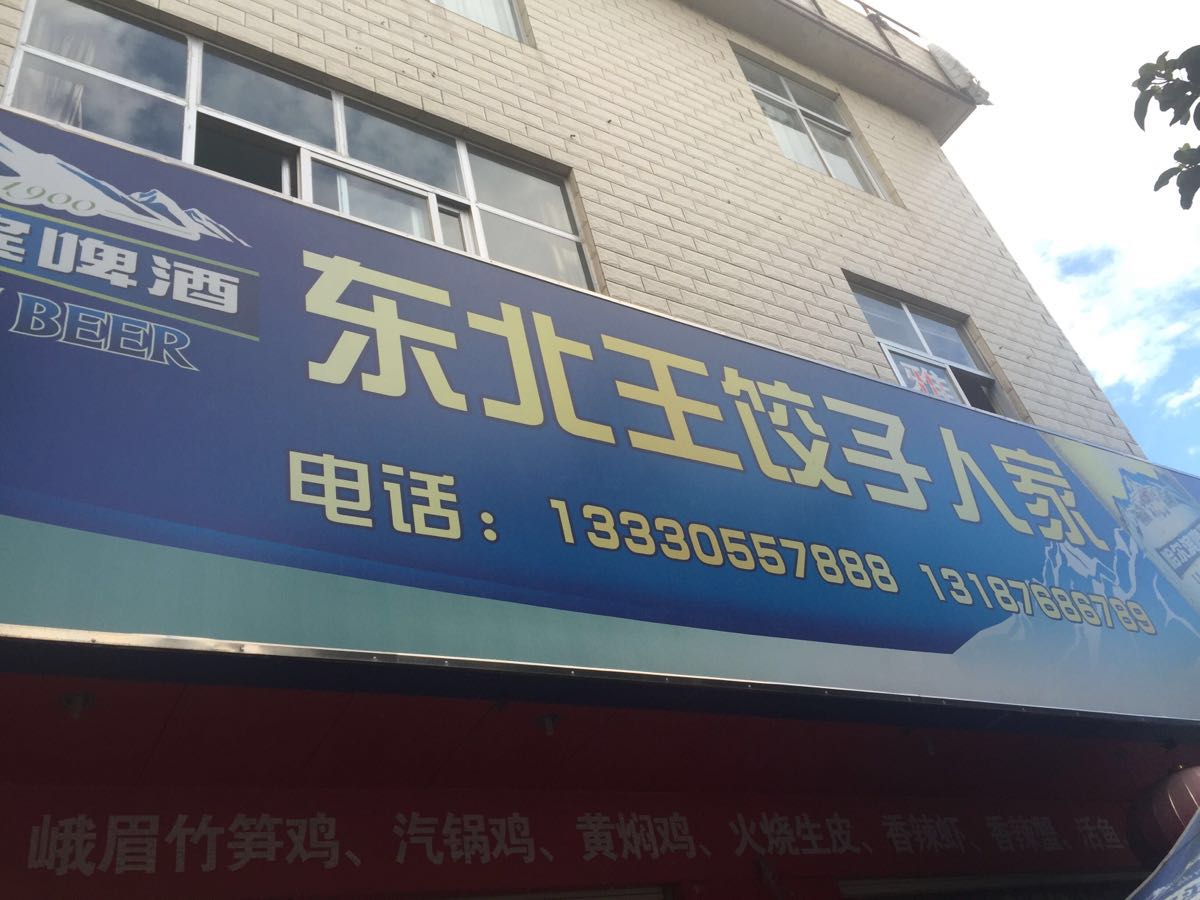 1900
啤酒
BEER
东北王饺子人家
电话：13330557888 13187686789
峨眉竹笋鸡、汽锅鸡、黄焖鸡、火烧生皮、香辣虾、香辣蟹、活鱼